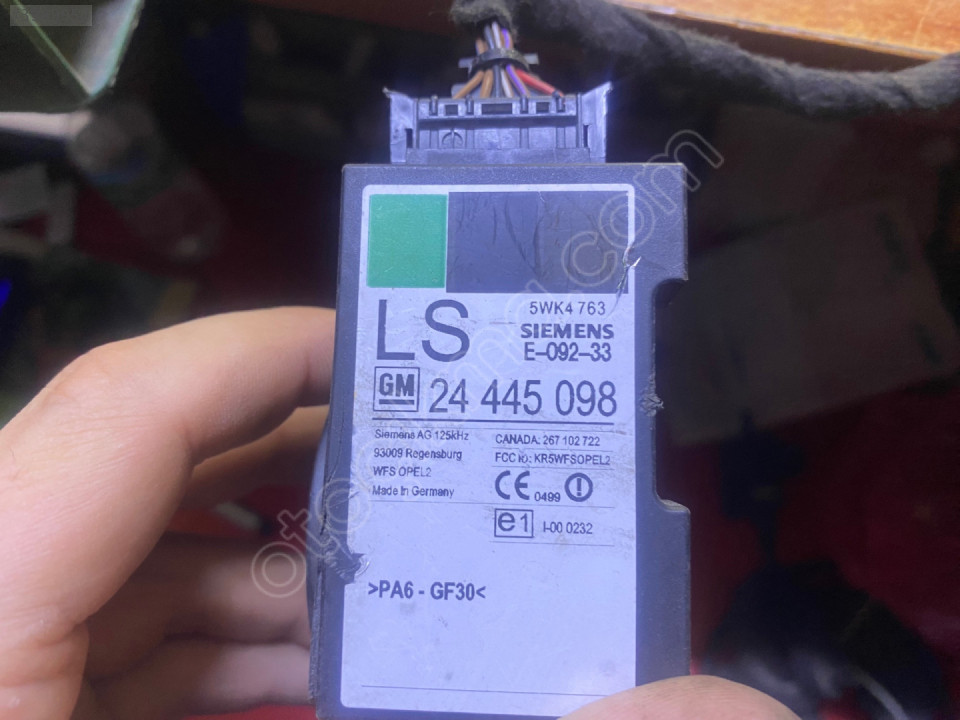 LS
5WK4 763
SIEMENS
E-092-33
GM 24 445 098
Siemens AG 125kHz
93009 Regensburg
WFS OPEL2
Made in Germany
CANADA: 267 102 722
FCC ID: KR5WFSOPEL2
CE 0499
e1 I-00 0232
>PA6 - GF30<